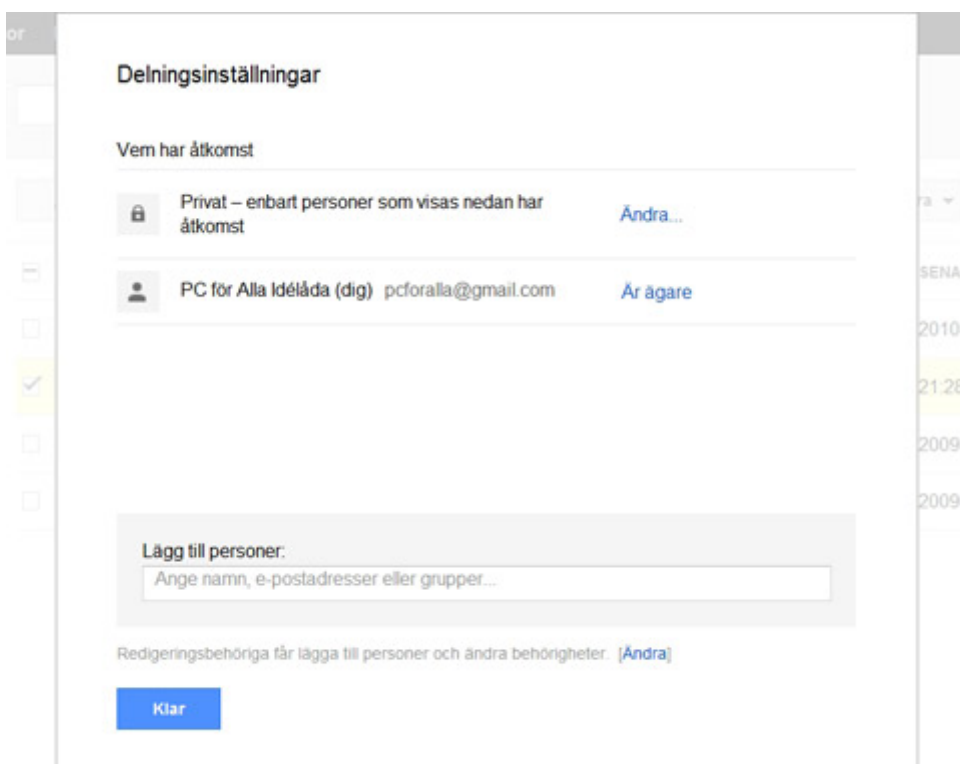 or
Delningsinställningar
Vem har åtkomst
Privat – enbart personer som visas nedan har
åtkomst
Ändra...
ra
SENA
PC för Alla Idélåda (dig) pcforalla@gmail.com
Är ägare
2010
21:28
2009
2009
Lägg till personer:
Ange namn, e-postadresser eller grupper...
Redigeringsbehöriga får lägga till personer och ändra behörigheter. [Ändra]
Klar